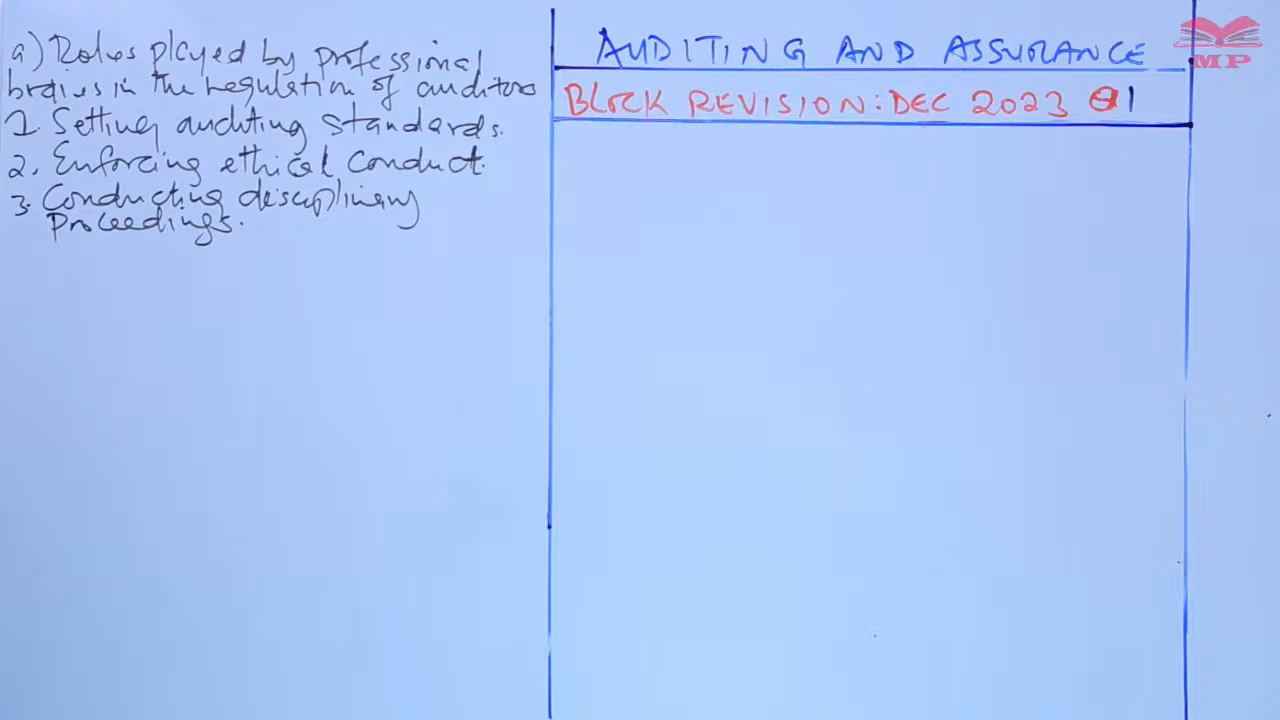 a) Roles played by professional
bodies in the regulation of auditors
1. Setting auditing standards.
2. Enforcing ethical conduct.
3. Conducting disciplinary
proceedings.
AUDITING AND ASSURANCE
BLOCK REVISION: DEC 2023 Q1
MP